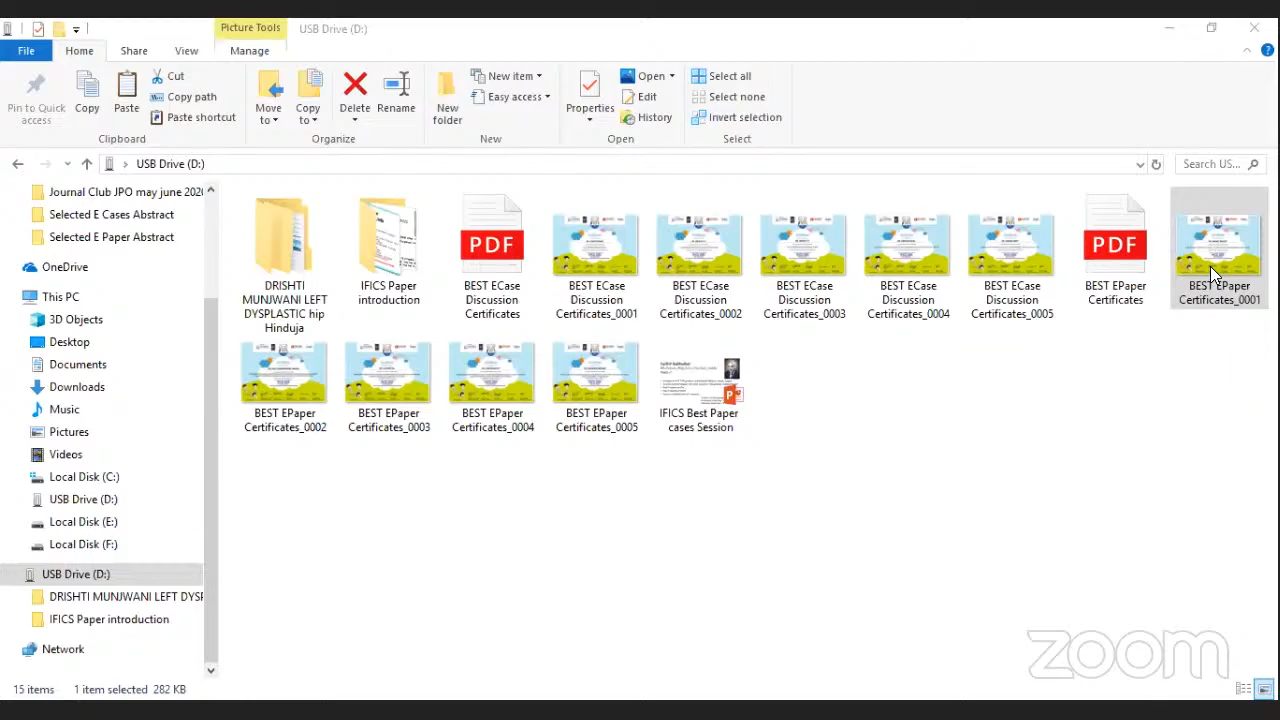 Picture Tools
USB Drive (D:)
File
Home
Share
View
Manage
Pin to Quick
access
Copy
Paste
Cut
Copy path
Paste shortcut
Clipboard
Move
to
Copy
to
Delete
Rename
Organize
New
folder
New item
Easy access
New
Properties
Open
Edit
History
Open
Select all
Select none
Invert selection
Select
USB Drive (D:)
Search US...
Journal Club JPO may june 2020
Selected E Cases Abstract
Selected E Paper Abstract
OneDrive
This PC
3D Objects
Desktop
Documents
Downloads
Music
Pictures
Videos
Local Disk (C:)
USB Drive (D:)
Local Disk (E:)
Local Disk (F:)
USB Drive (D:)
DRISHTI MUNJWANI LEFT DYSP
IFICS Paper introduction
Network
DRISHTI
MUNJWANI LEFT
DYSPLASTIC hip
Hinduja
IFICS Paper
introduction
PDF
BEST ECase
Discussion
Certificates
BEST ECase
Discussion
Certificates_0001
BEST ECase
Discussion
Certificates_0002
BEST ECase
Discussion
Certificates_0003
BEST ECase
Discussion
Certificates_0004
BEST ECase
Discussion
Certificates_0005
PDF
BEST EPaper
Certificates
BEST EPaper
Certificates_0001
BEST EPaper
Certificates_0002
BEST EPaper
Certificates_0003
BEST EPaper
Certificates_0004
BEST EPaper
Certificates_0005
IFICS Best Paper
cases Session
zoom
15 items
1 item selected 282 KB